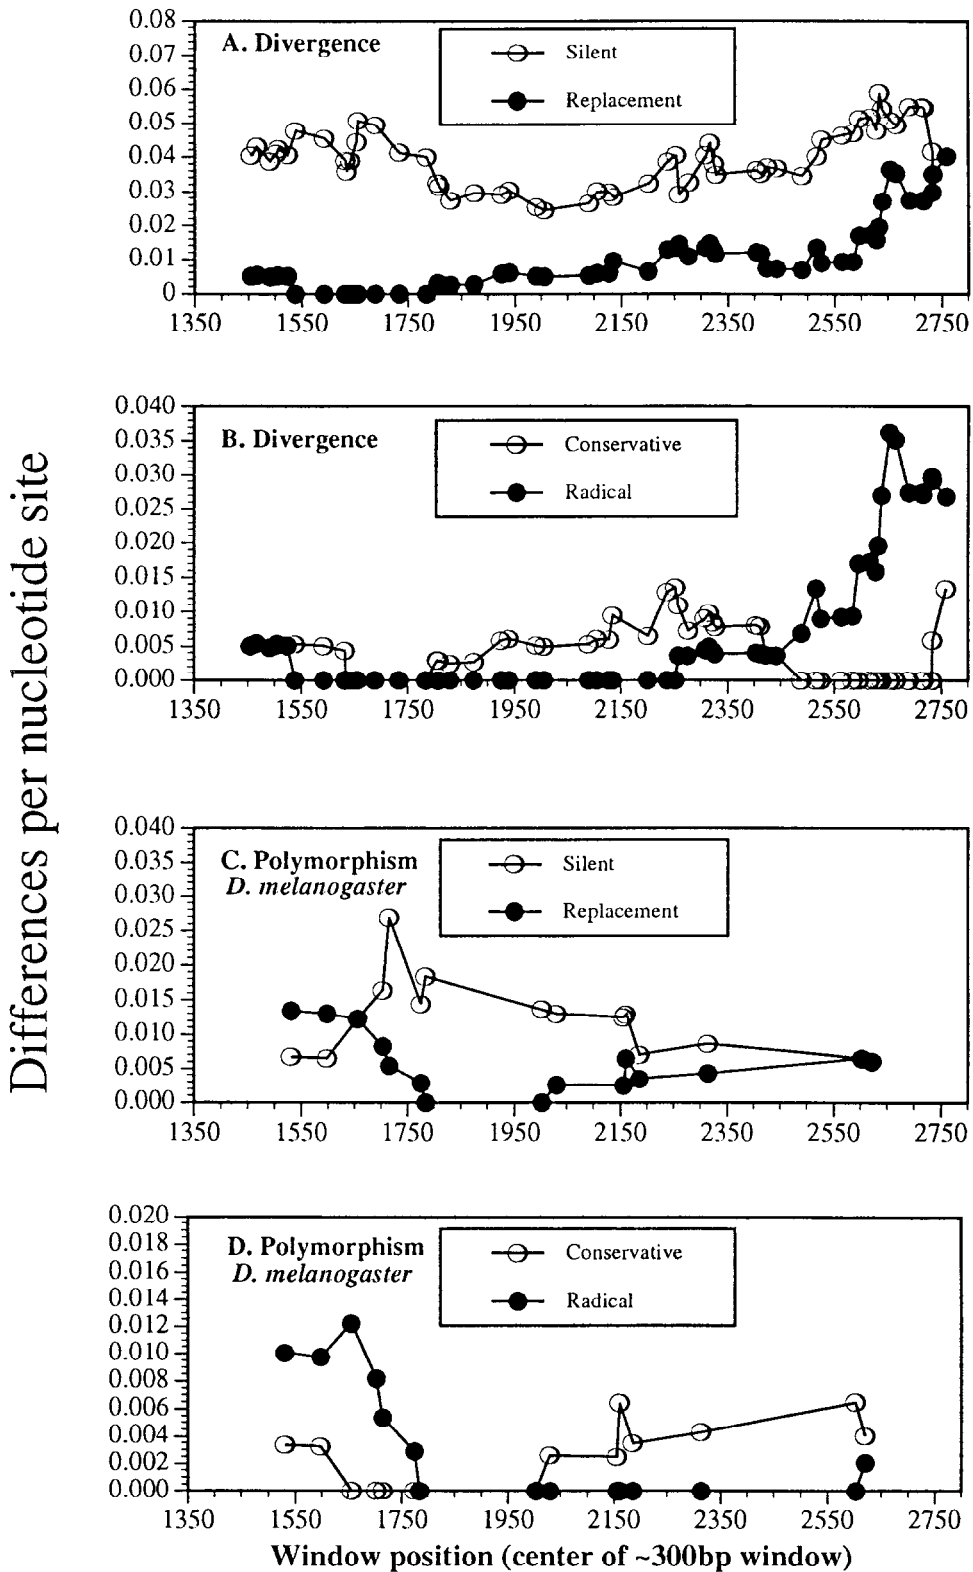 Differences per nucleotide site
A. Divergence
Silent
Replacement
0.08
0.07
0.06
0.05
0.04
0.03
0.02
0.01
0
1350 1550 1750 1950 2150 2350 2550 2750
B. Divergence
Conservative
Radical
0.040
0.035
0.030
0.025
0.020
0.015
0.010
0.005
0.000
1350 1550 1750 1950 2150 2350 2550 2750
C. Polymorphism
D. melanogaster
Silent
Replacement
0.040
0.035
0.030
0.025
0.020
0.015
0.010
0.005
0.000
1350 1550 1750 1950 2150 2350 2550 2750
D. Polymorphism
D. melanogaster
Conservative
Radical
0.020
0.018
0.016
0.014
0.012
0.010
0.008
0.006
0.004
0.002
0.000
1350 1550 1750 1950 2150 2350 2550 2750
Window position (center of ~300bp window)